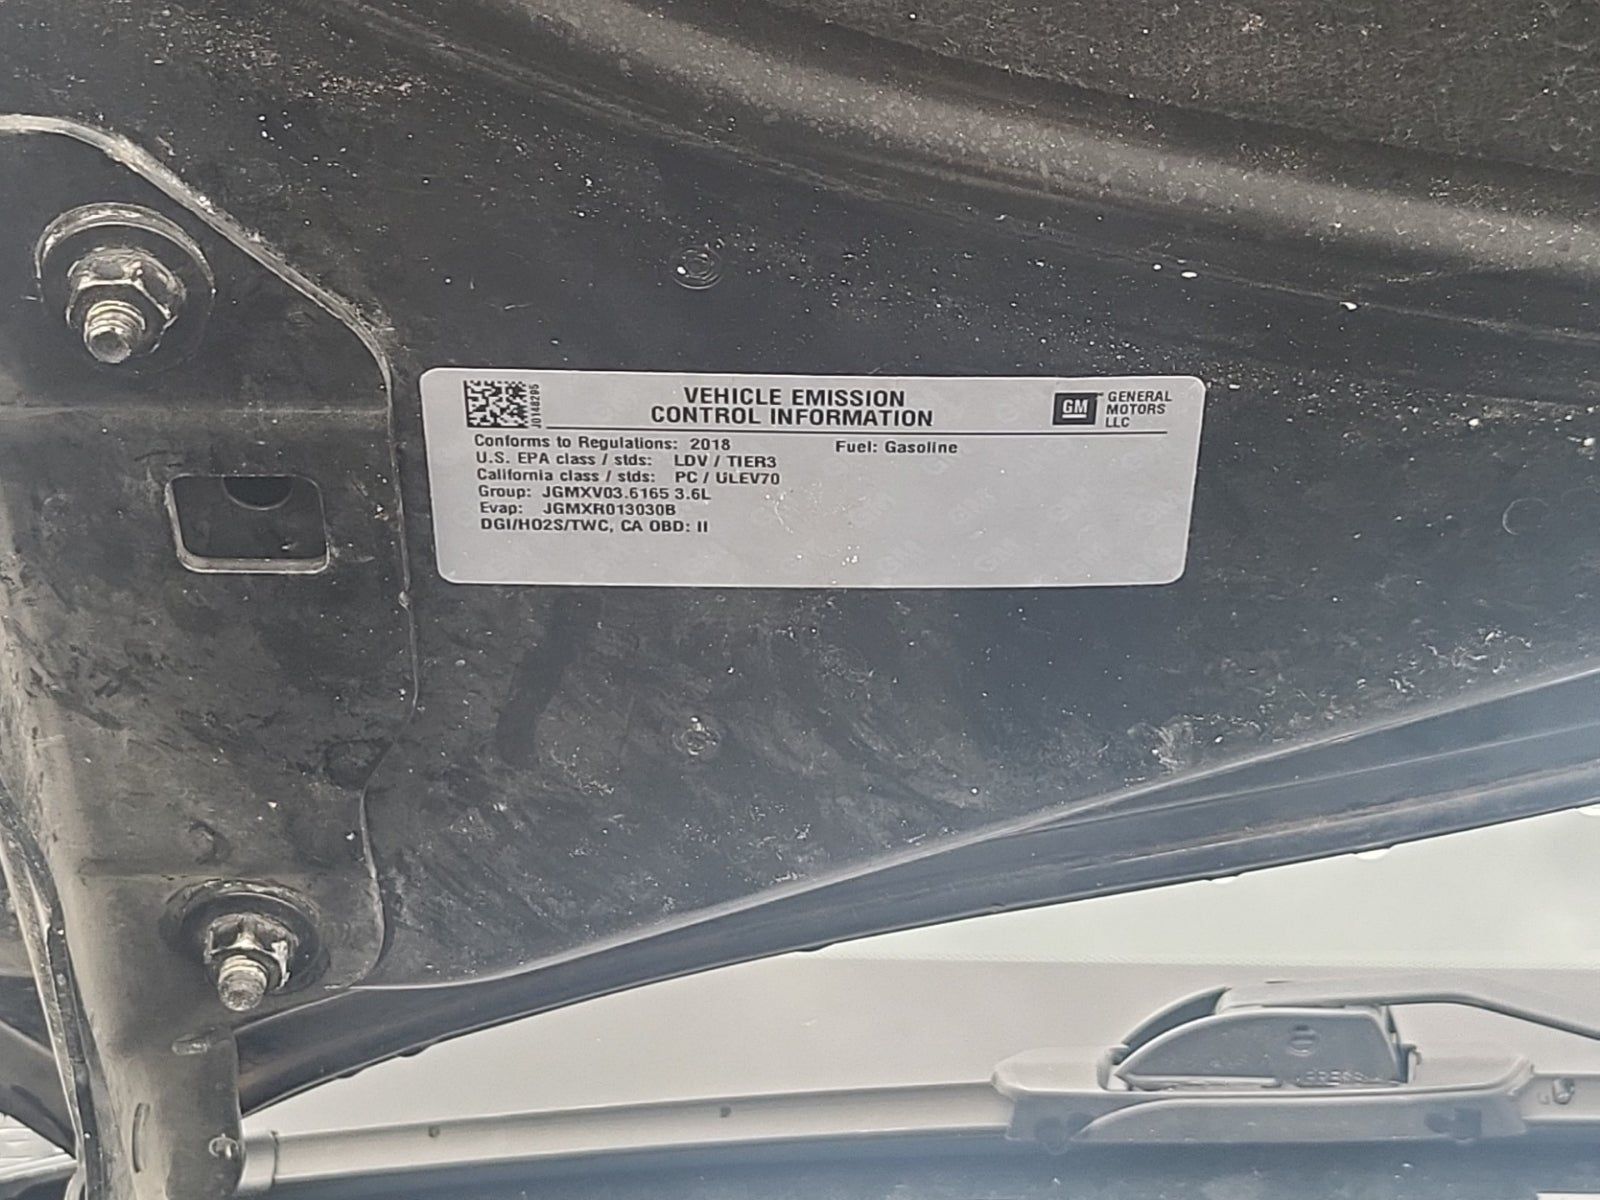 J0148295
VEHICLE EMISSION
CONTROL INFORMATION
GM
GENERAL
MOTORS
LLC
Conforms to Regulations: 2018 Fuel: Gasoline
U.S. EPA class / stds: LDV / TIER3
California class / stds: PC / ULEV70
Group: JGMXV03.6165 3.6L
Evap: JGMXR013030B
DGI/HO2S/TWC, CA OBD: II